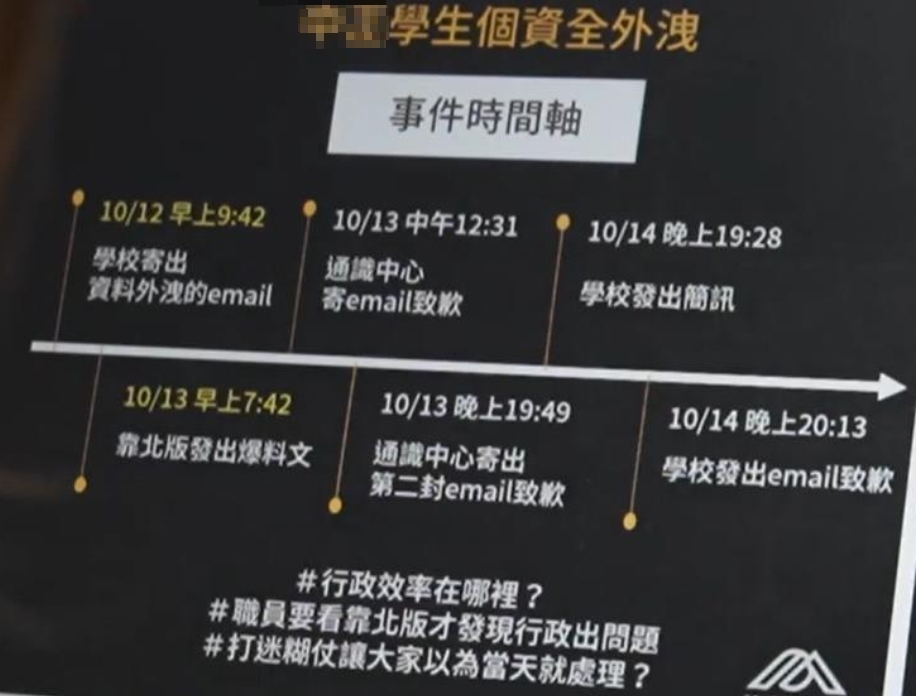 學生個資全外洩
事件時間軸
10/12 早上9:42
學校寄出
資料外洩的email
10/13 早上7:42
靠北版發出爆料文
10/13 中午12:31
通識中心
寄email致歉
10/13 晚上19:49
通識中心寄出
第二封email致歉
10/14 晚上19:28
學校發出簡訊
10/14 晚上20:13
學校發出email致歉
#行政效率在哪裡?
#職員要看靠北版才發現行政出問題
#打迷糊仗讓大家以為當天就處理?